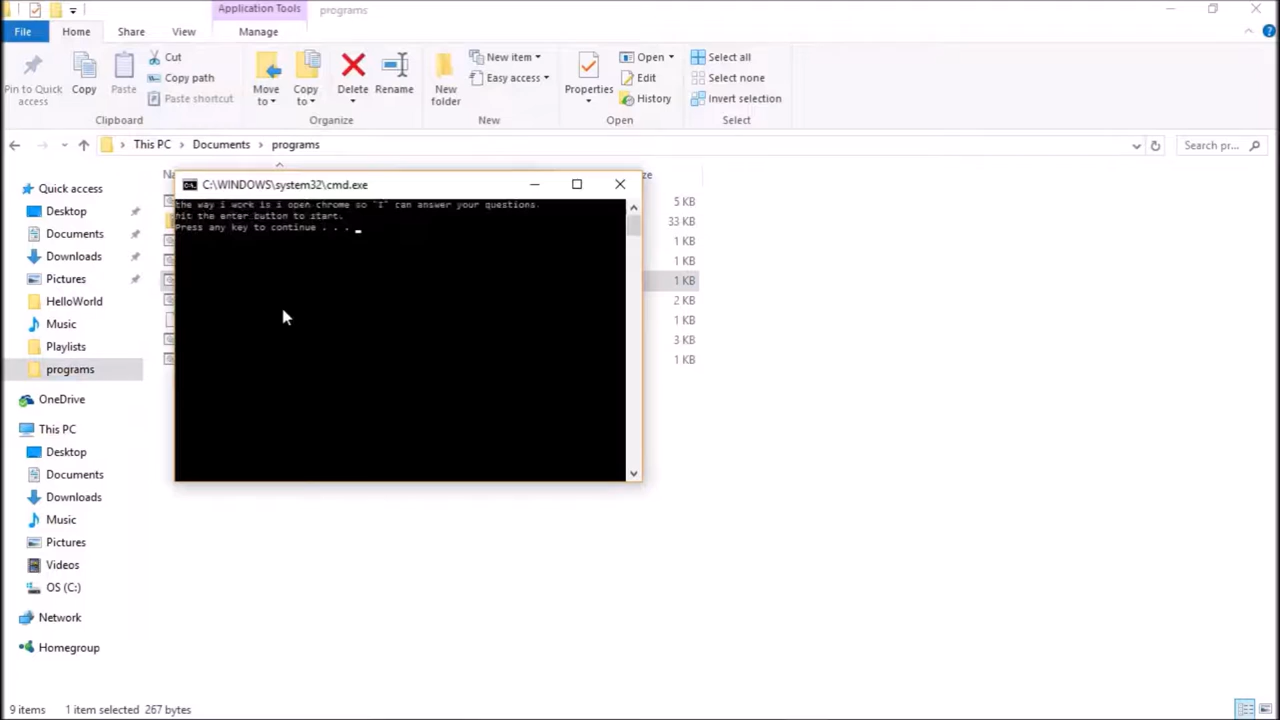 Application Tools
programs
File
Home
Share
View
Manage
Pin to Quick access
Copy
Paste
Cut
Copy path
Paste shortcut
Clipboard
Move to
Copy to
Delete
Rename
Organize
New folder
New item
Easy access
New
Properties
Open
Edit
History
Open
Select all
Select none
Invert selection
Select
This PC > Documents > programs
Search pr...
C:\WINDOWS\system32\cmd.exe
the way i work is i open chrome so "I" can answer your questions.
hit the enter button to start.
Press any key to continue . . .
5 KB
33 KB
1 KB
1 KB
1 KB
2 KB
1 KB
3 KB
1 KB
Quick access
Desktop
Documents
Downloads
Pictures
HelloWorld
Music
Playlists
programs
OneDrive
This PC
Desktop
Documents
Downloads
Music
Pictures
Videos
OS (C:)
Network
Homegroup
9 items
1 item selected 267 bytes